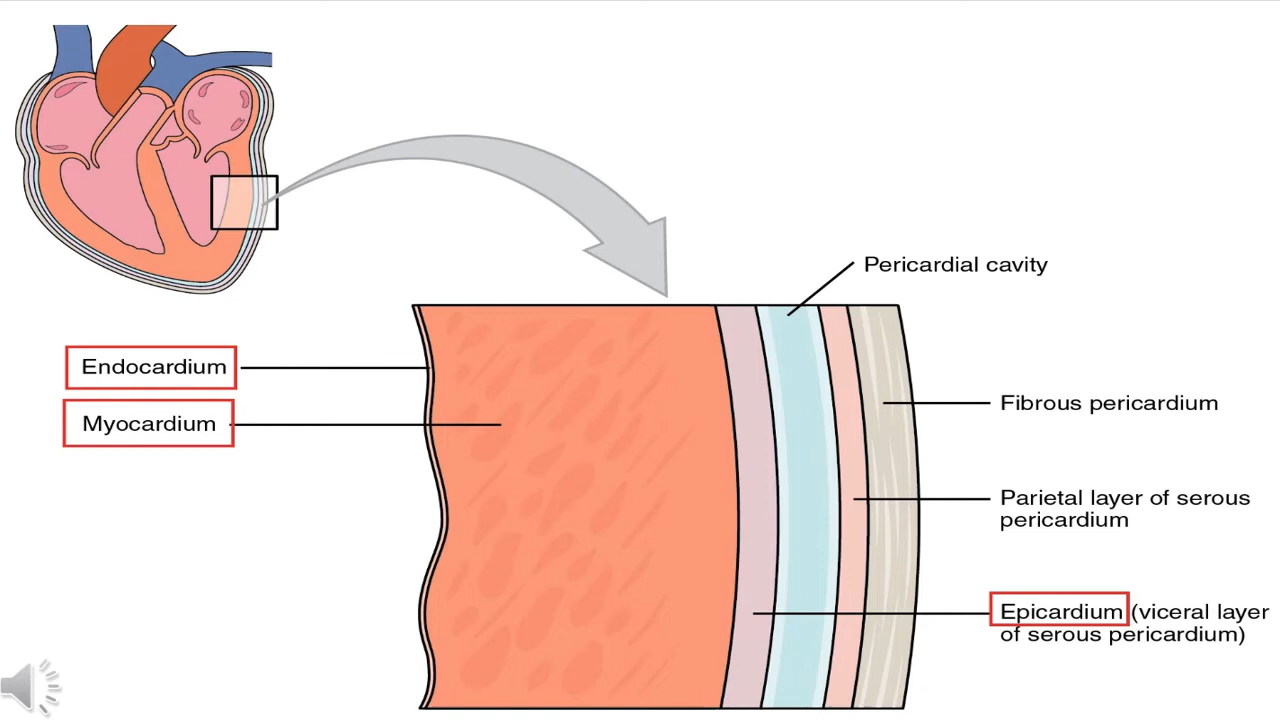 Pericardial cavity
Endocardium
Myocardium
Fibrous pericardium
Parietal layer of serous
pericardium
Epicardium (viceral layer
of serous pericardium)